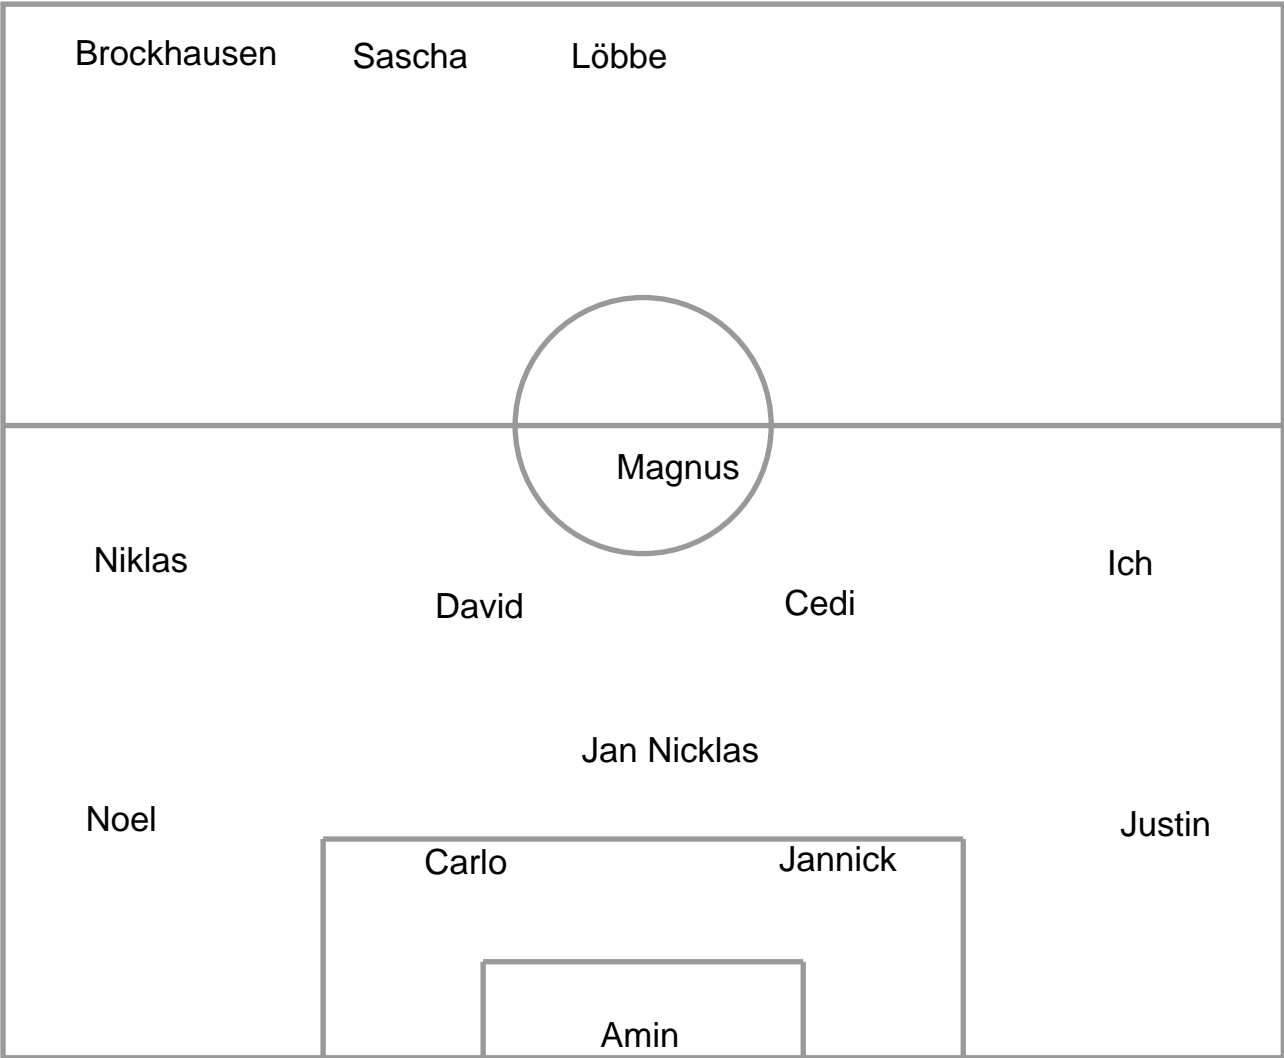 Brockhausen Sascha Löbbe
Magnus
Niklas Ich
David Cedi
Jan Nicklas
Noel Justin
Carlo Jannick
Amin